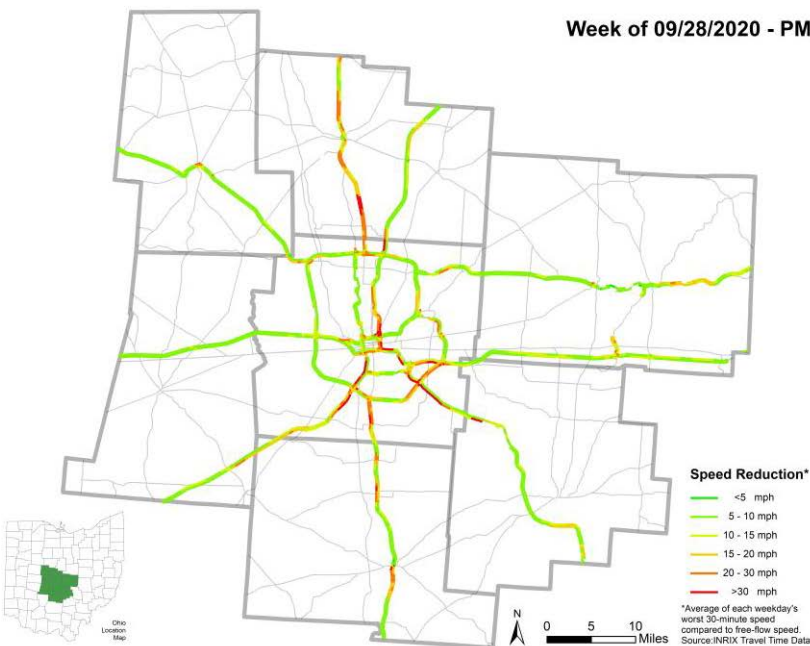 Week of 09/28/2020 - PM
Speed Reduction*
<5 mph
5 - 10 mph
10 - 15 mph
15 - 20 mph
20 - 30 mph
>30 mph
*Average of each weekday's
worst 30-minute speed
compared to free-flow speed.
Source:INRIX Travel Time Data
Ohio
Location
Map
N
0 5 10
Miles